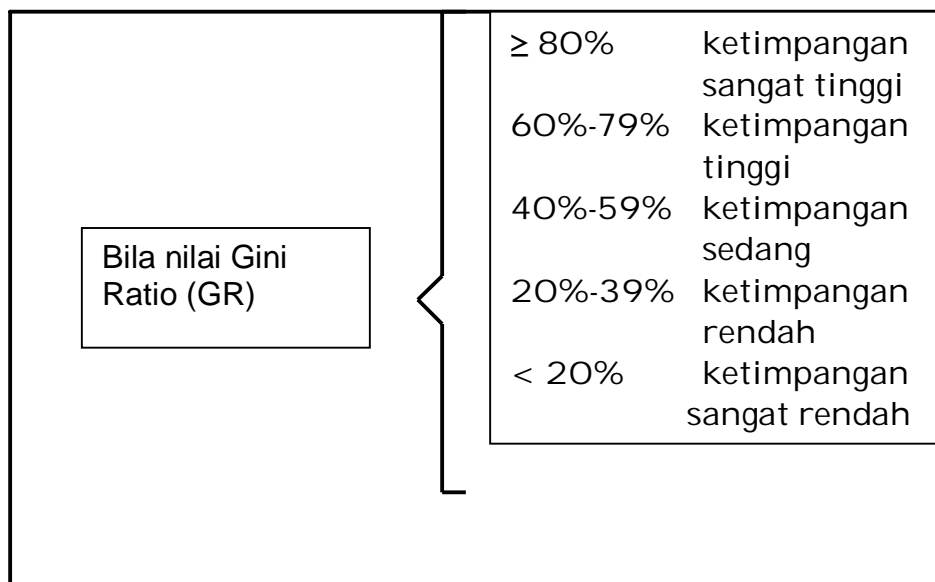 Bila nilai Gini
Ratio (GR)
≥ 80% ketimpangan
sangat tinggi
60%-79% ketimpangan
tinggi
40%-59% ketimpangan
sedang
20%-39% ketimpangan
rendah
< 20% ketimpangan
sangat rendah